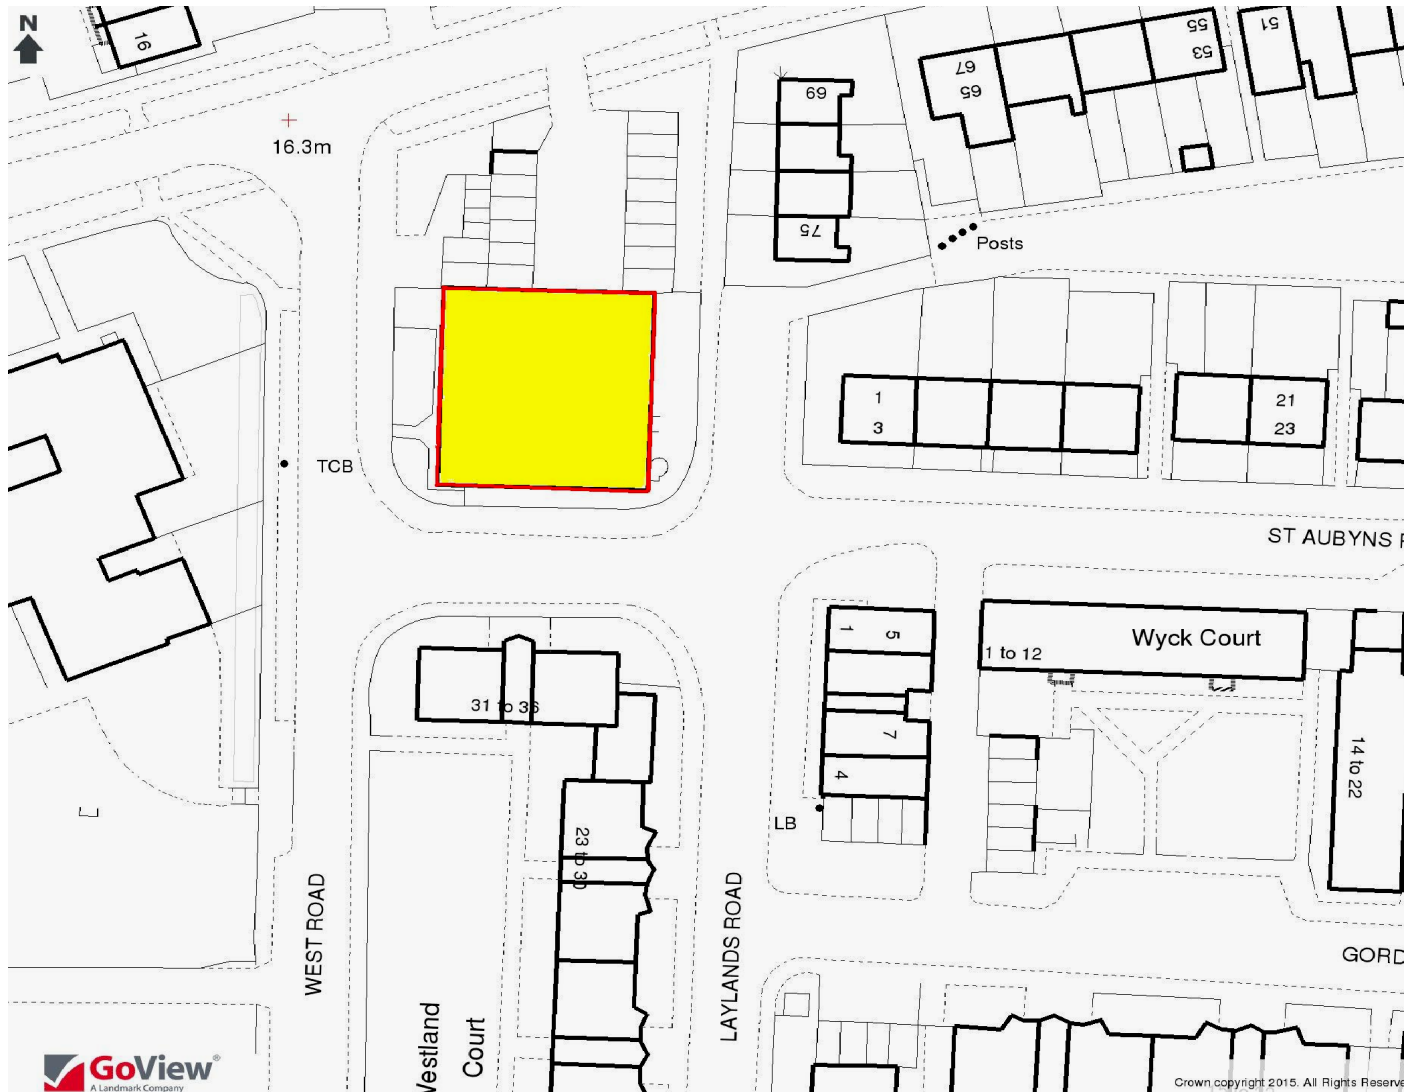 N
16
16.3m
67
65
55
53
51
69
75
Posts
1
3
21
23
TCB
ST AUBYNS
1
5
7
4
LB
Wyck Court
1 to 12
14 to 22
31 to 36
23 to 30
WEST ROAD
LAYLANDS ROAD
GORD
Westland
Court
GoView®
A Landmark Company
Crown copyright 2015. All Rights Reserve